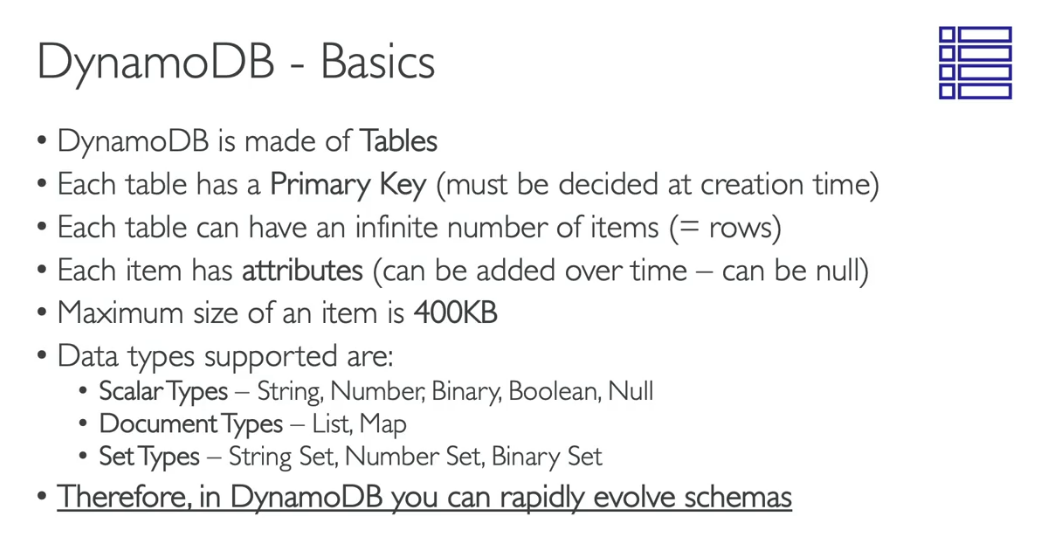 DynamoDB - Basics
• DynamoDB is made of Tables
• Each table has a Primary Key (must be decided at creation time)
• Each table can have an infinite number of items (= rows)
• Each item has attributes (can be added over time – can be null)
• Maximum size of an item is 400KB
• Data types supported are:
• Scalar Types – String, Number, Binary, Boolean, Null
• Document Types – List, Map
• Set Types – String Set, Number Set, Binary Set
• Therefore, in DynamoDB you can rapidly evolve schemas